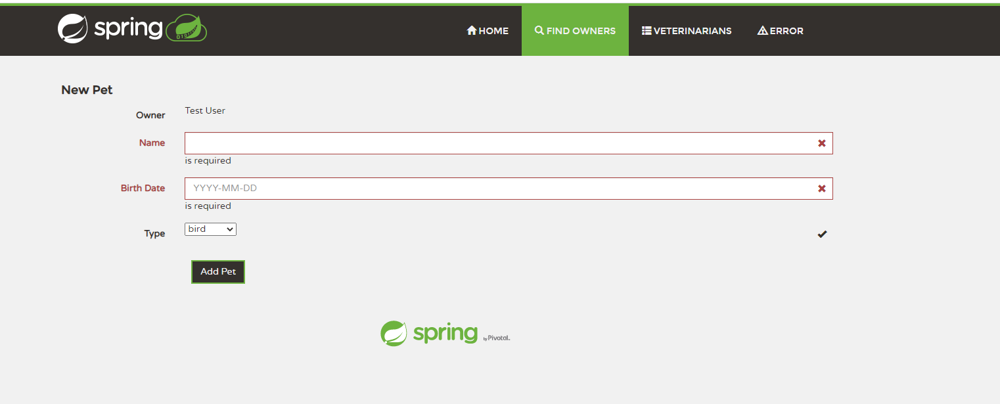 spring
HOME
FIND OWNERS
VETERINARIANS
ERROR
New Pet
Owner Test User
Name
is required
Birth Date YYYY-MM-DD
is required
Type bird
Add Pet
spring by Pivotal.